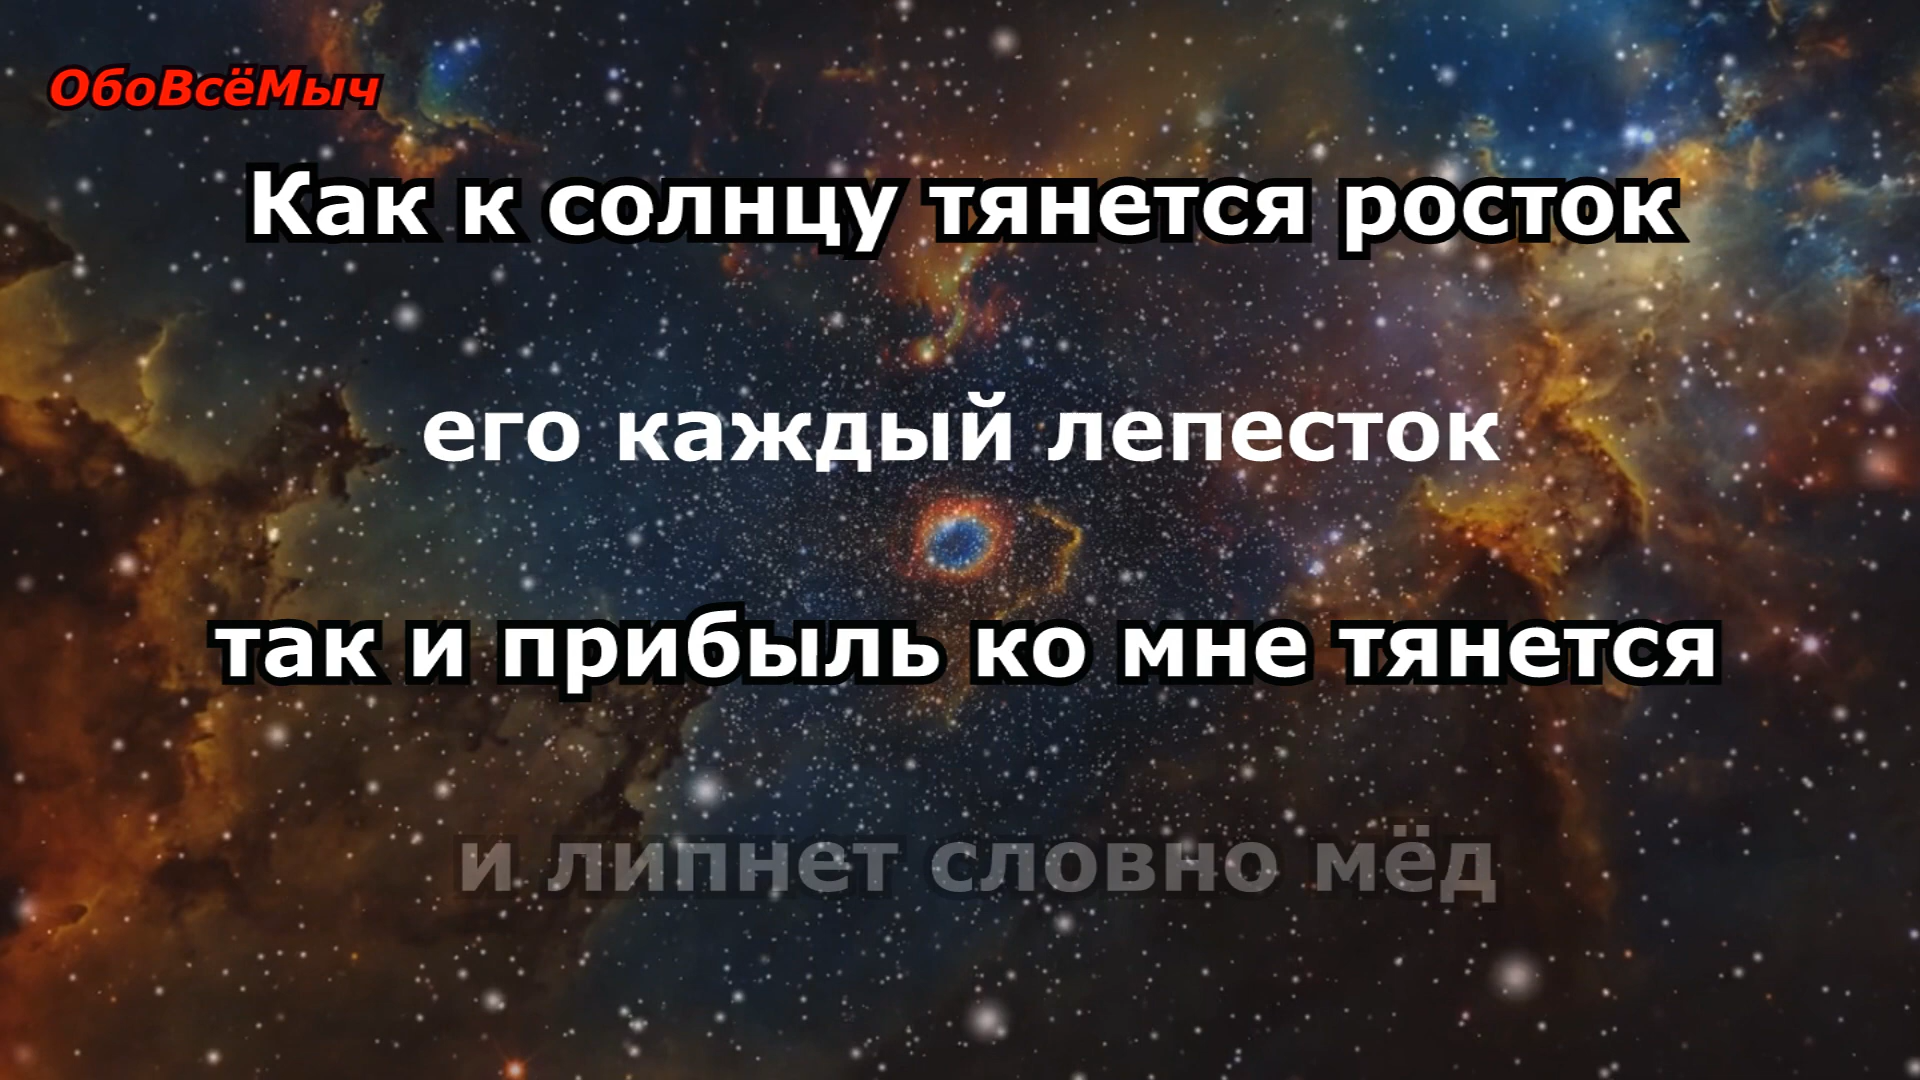 ОбоВсёМыч
Как к солнцу тянется росток
его каждый лепесток
так и прибыль ко мне тянется
и липнет словно мёд